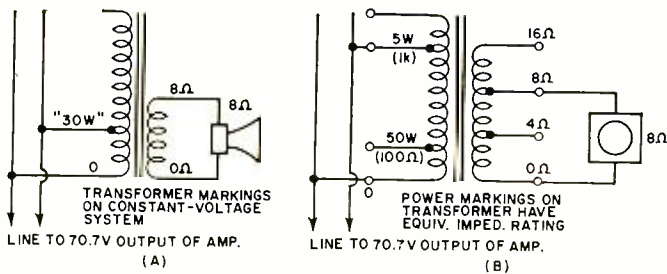 "30W"
0
8Ω
8Ω
0Ω
TRANSFORMER MARKINGS
ON CONSTANT-VOLTAGE
SYSTEM
LINE TO 70.7V OUTPUT OF AMP.
(A)
5W
(1k)
50W
(100Ω)
0
16Ω
8Ω
4Ω
0Ω
8Ω
POWER MARKINGS ON
TRANSFORMER HAVE
EQUIV. IMPED. RATING
LINE TO 70.7V OUTPUT OF AMP.
(B)